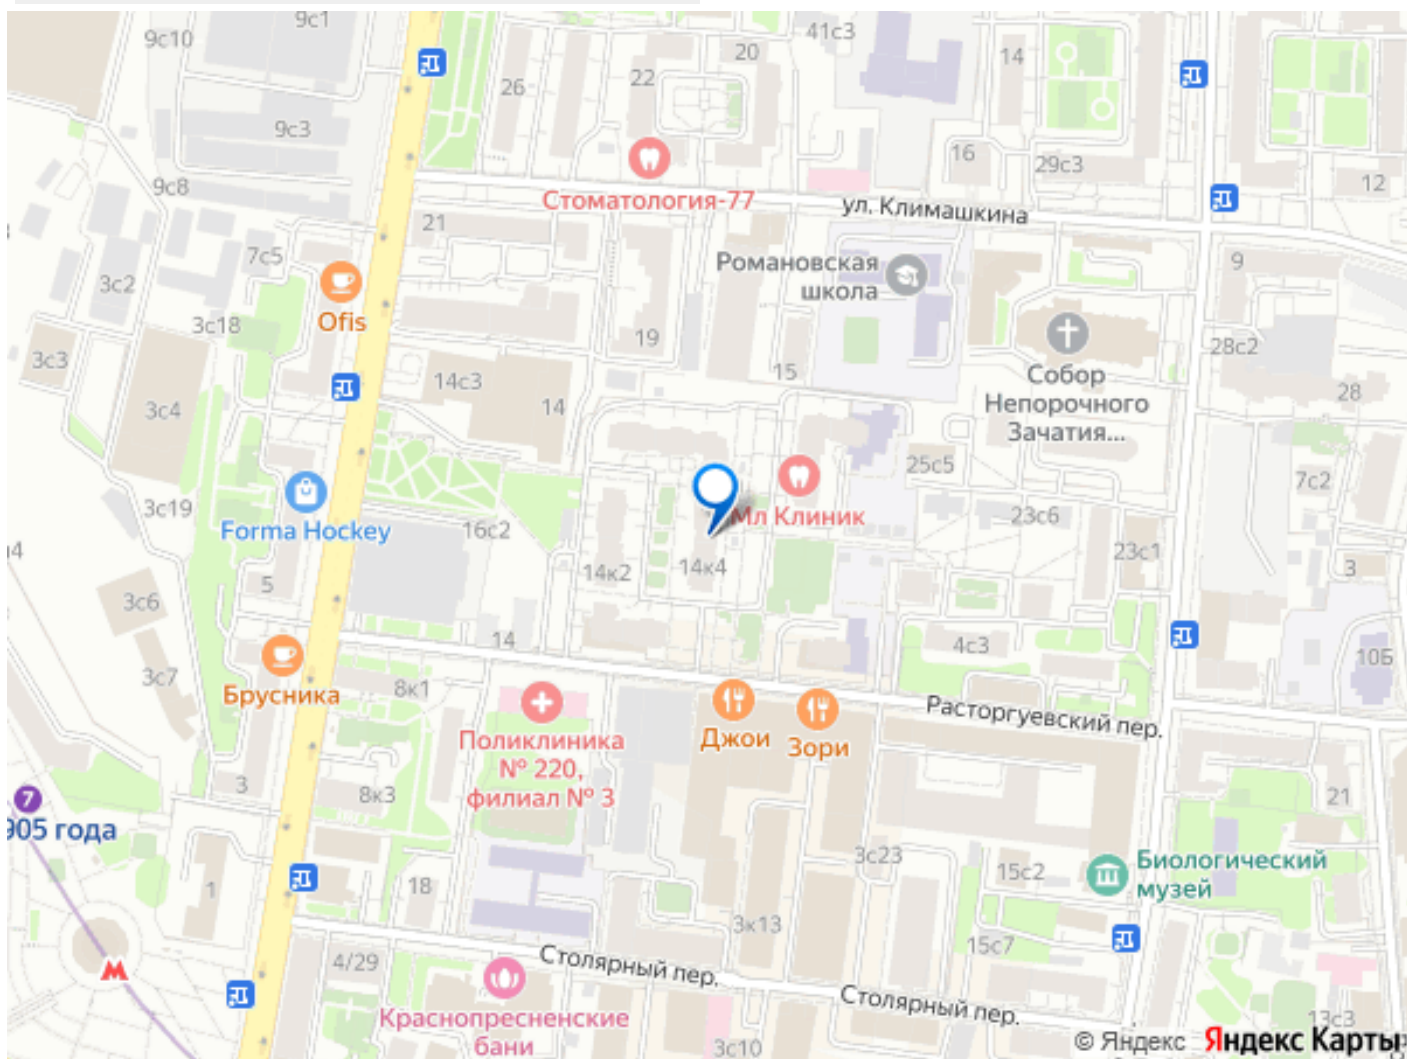 9с1
9с10
41с3
20
14
22
26
9с3
16
29с3
12
9с8
Стоматология-77
ул. Климашкина
21
7с5
Романовская
школа
9
3с2
Ofis
3с18
19
28с2
3с3
15
14с3
Собор
Непорочного
Зачатия...
28
3с4
14
25с5
7с2
3с19
Forma Hockey
16с2
Мл Клиник
23с6
23с1
14к2
14к4
3
5
3с6
14
4с3
10Б
3с7
Брусника
8к1
Расторгуевский пер.
Поликлиника
№ 220,
филиал № 3
Джои
Зори
3
8к3
21
7
905 года
3с23
15с2
Биологический
музей
1
18
3к13
15с7
4/29
Столярный пер.
Столярный пер.
Краснопресненские
бани
3с10
13с3
© Яндекс Яндекс Карты